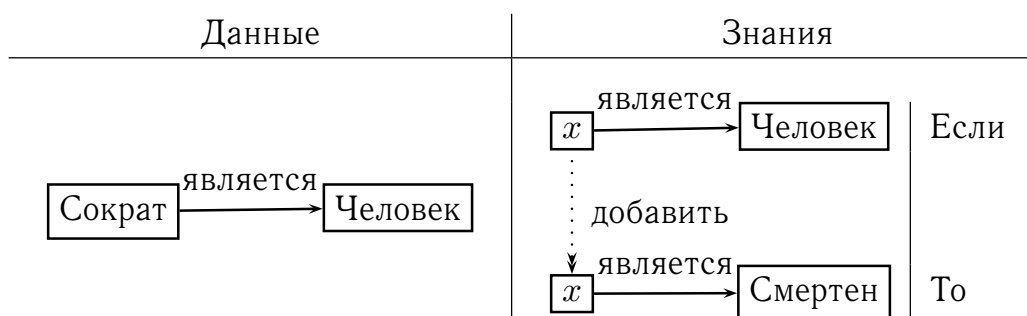 Данные Знания
является
Сократ Человек
является
x Человек Если
добавить
является
x Смертен То